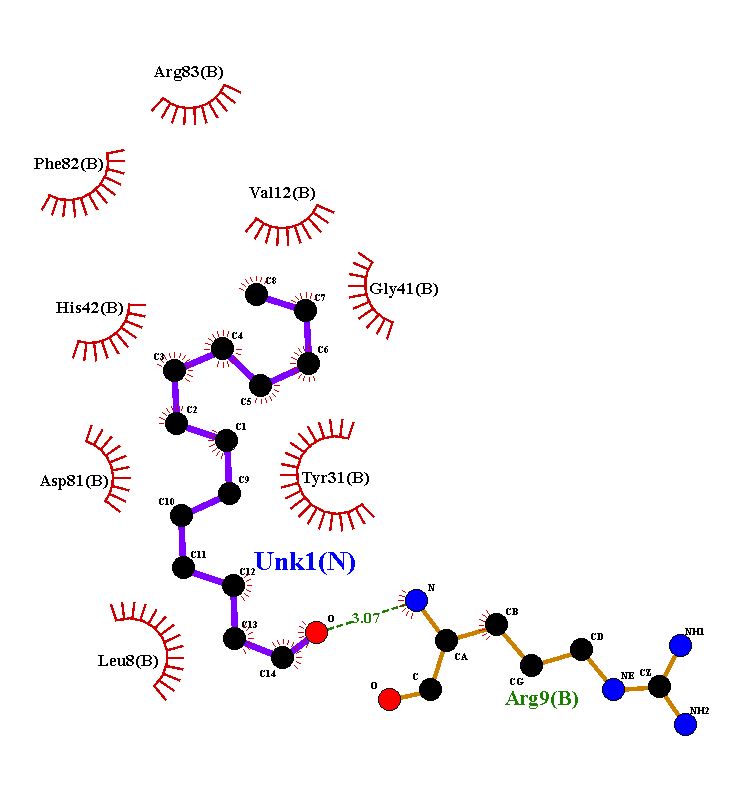 Arg83(B)
Phe82(B)
Val12(B)
C8
Gly41(B)
C7
His42(B)
C4
C6
C3
C5
C2
C1
Asp81(B)
Tyr31(B)
C9
C10
C11
Unk1(N)
C12
N
O
3.07
CB
C13
NH1
CD
CA
Leu8(B)
C14
CG
C
NE
CZ
O
Arg9(B)
NH2